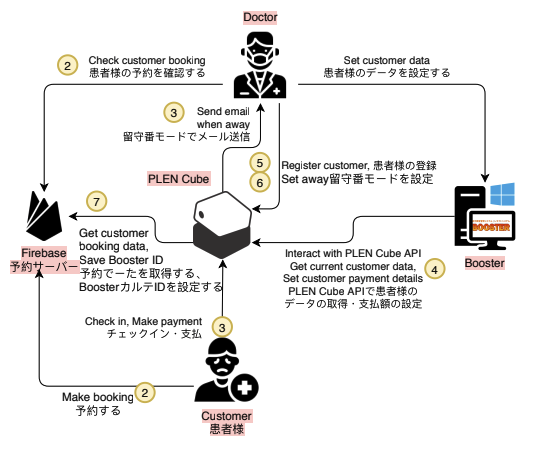 Doctor
2
Check customer booking
患者様の予約を確認する
Set customer data
患者様のデータを設定する
3
Send email
when away
留守番モードでメール送信
PLEN Cube
5
6
Register customer, 患者様の登録
Set away留守番モードを設定
7
Get customer
booking data,
Save Booster ID
予約でーたを取得する、
BoosterカルテIDを設定する
Firebase
予約サーバー
BOOSTER
Booster
Interact with PLEN Cube API
Get current customer data,
Set customer payment details
PLEN Cube APIで患者様の
データの取得・支払額の設定
4
Check in, Make payment
チェックイン・支払
3
Make booking
予約する
2
Customer
患者様